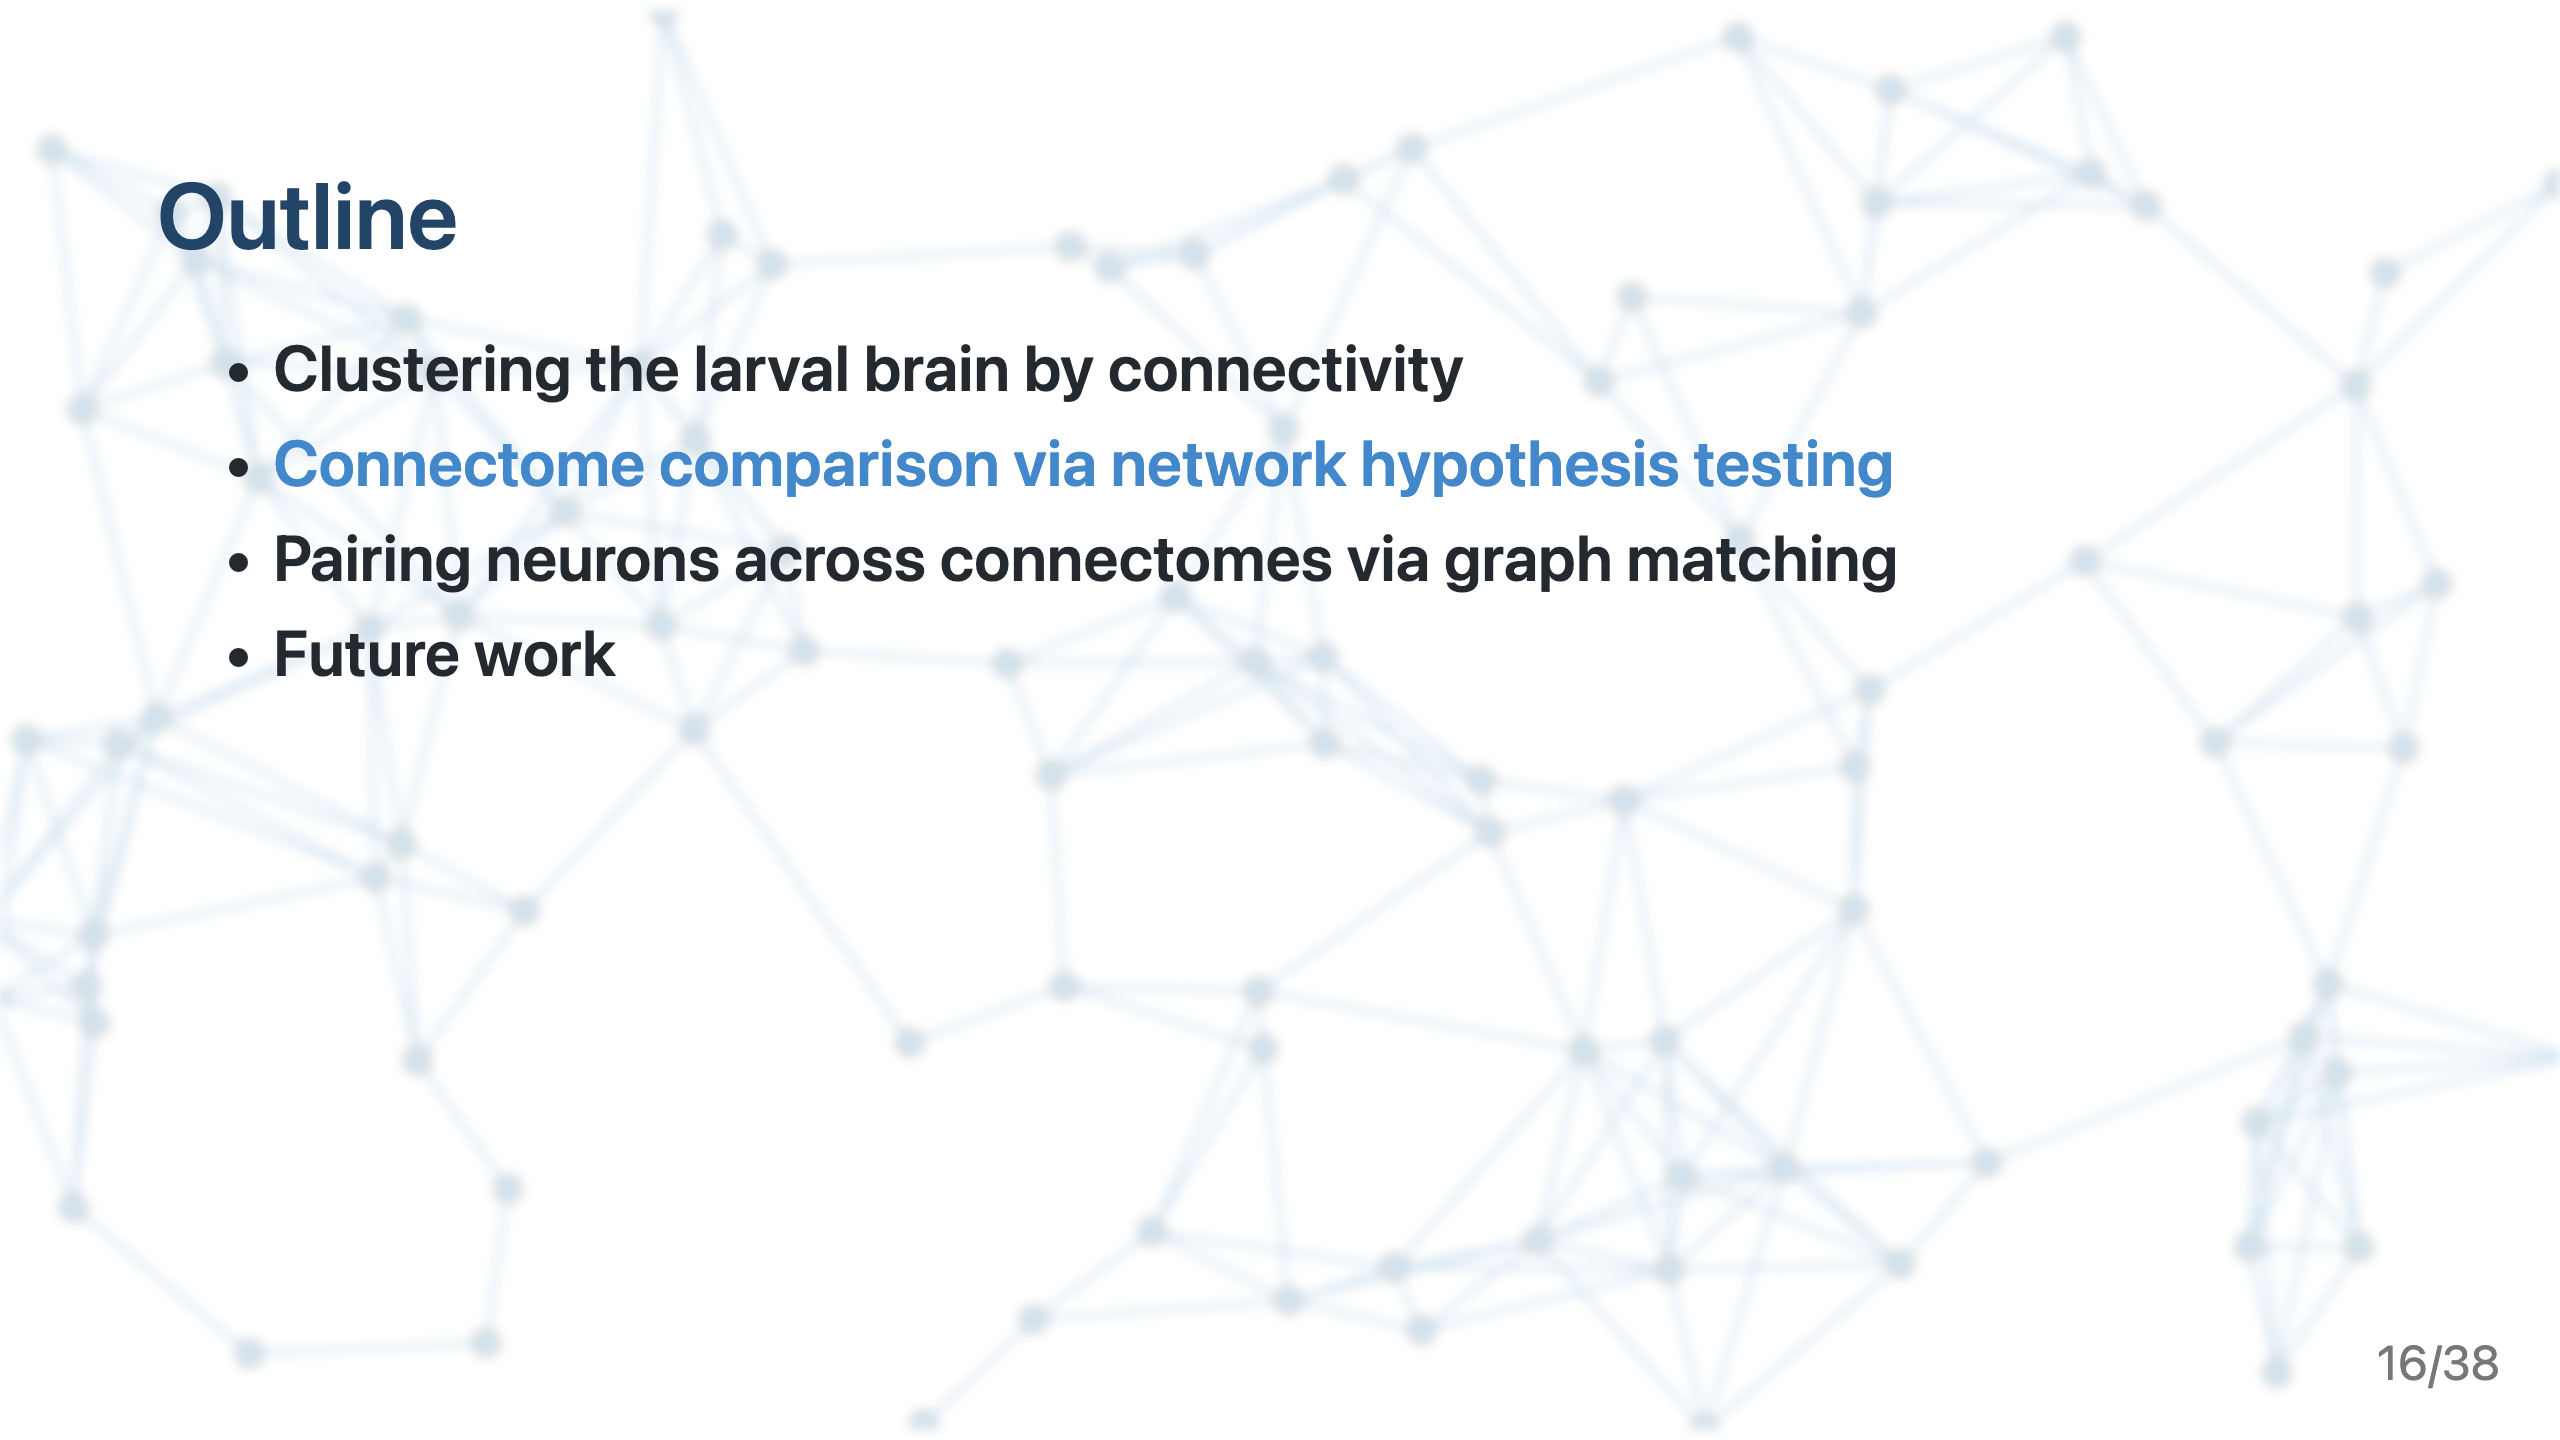 Outline
• Clustering the larval brain by connectivity
• Connectome comparison via network hypothesis testing
• Pairing neurons across connectomes via graph matching
• Future work
16/38